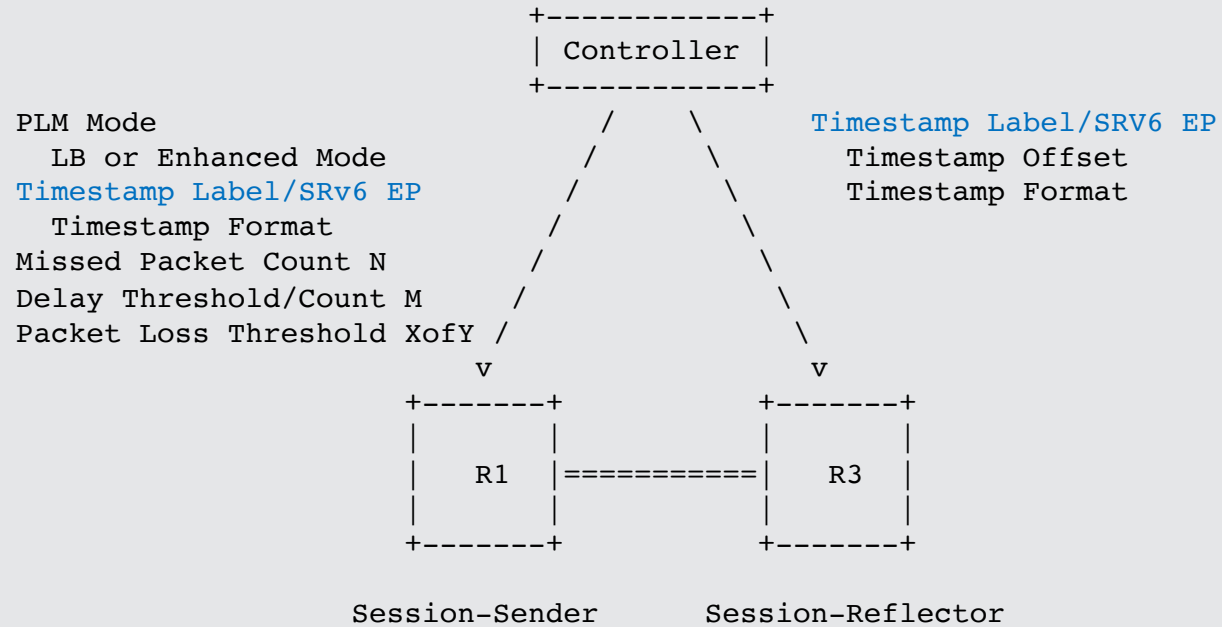 +------------+
| Controller |
+------------+
PLM Mode / \ Timestamp Label/SRV6 EP
LB or Enhanced Mode / \ Timestamp Offset
Timestamp Label/SRv6 EP / \ Timestamp Format
Timestamp Format / \
Missed Packet Count N / \
Delay Threshold/Count M / \
Packet Loss Threshold XofY / \
v v
+-------+ +-------+
| | | |
| R1 |===========| R3 |
| | | |
+-------+ +-------+
Session-Sender Session-Reflector